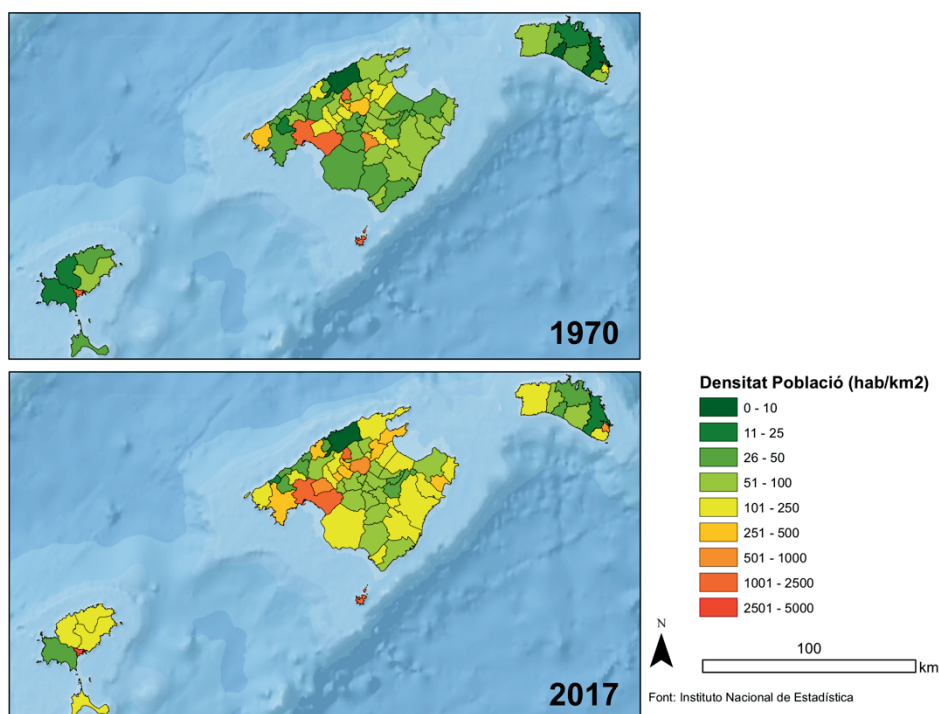 1970
2017
Densitat Població (hab/km2)
0 - 10
11 - 25
26 - 50
51 - 100
101 - 250
251 - 500
501 - 1000
1001 - 2500
2501 - 5000
N
100
km
Font: Instituto Nacional de Estadística